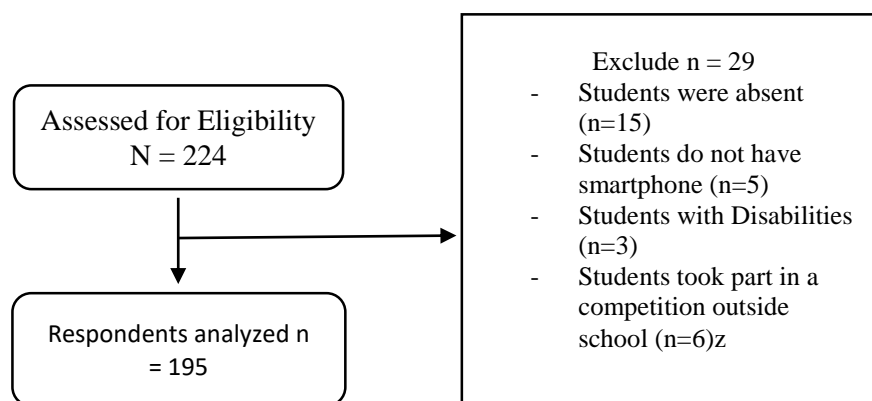 Assessed for Eligibility
N = 224
Exclude n = 29
- Students were absent
(n=15)
- Students do not have
smartphone (n=5)
- Students with Disabilities
(n=3)
- Students took part in a
competition outside
school (n=6)z
Respondents analyzed n
= 195